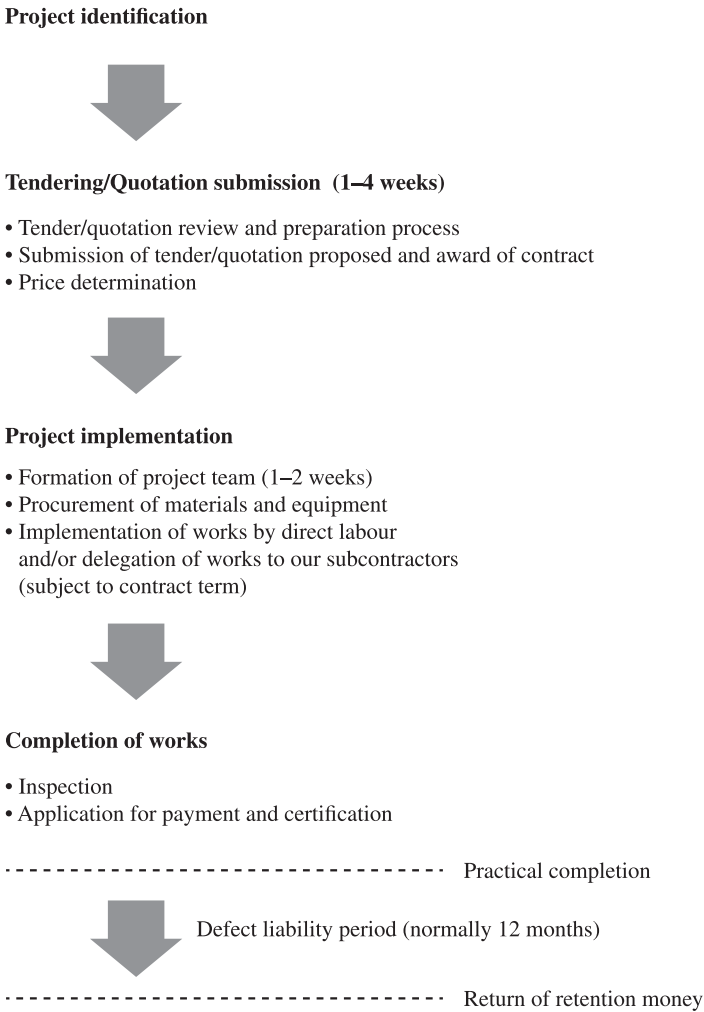 Project identification
Tendering/Quotation submission (1–4 weeks)
• Tender/quotation review and preparation process
• Submission of tender/quotation proposed and award of contract
• Price determination
Project implementation
• Formation of project team (1–2 weeks)
• Procurement of materials and equipment
• Implementation of works by direct labour
and/or delegation of works to our subcontractors
(subject to contract term)
Completion of works
• Inspection
• Application for payment and certification
Practical completion
Defect liability period (normally 12 months)
Return of retention money